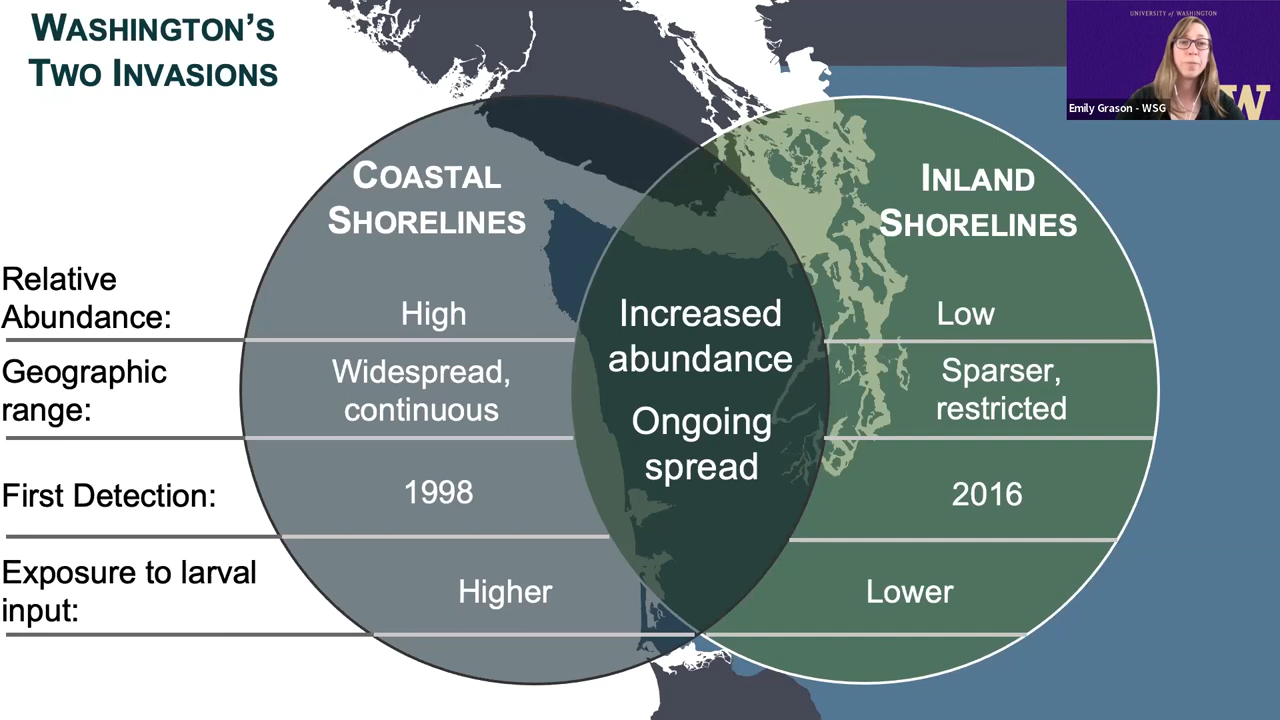 WASHINGTON'S
TWO INVASIONS
UNIVERSITY of WASHINGTON
W
Emily Grason - WSG
COASTAL
SHORELINES
INLAND
SHORELINES
Relative
Abundance:
High
Increased
abundance
Low
Geographic
range:
Widespread,
continuous
Ongoing
spread
Sparser,
restricted
First Detection:
1998
2016
Exposure to larval
input:
Higher
Lower